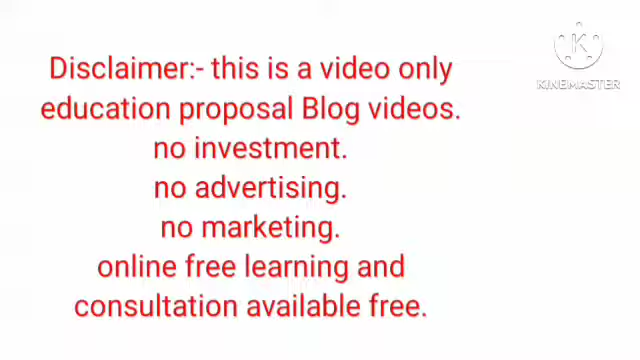 Disclaimer:- this is a video only
education proposal Blog videos.
no investment.
no advertising.
no marketing.
online free learning and
consultation available free.
K
KINEMASTER